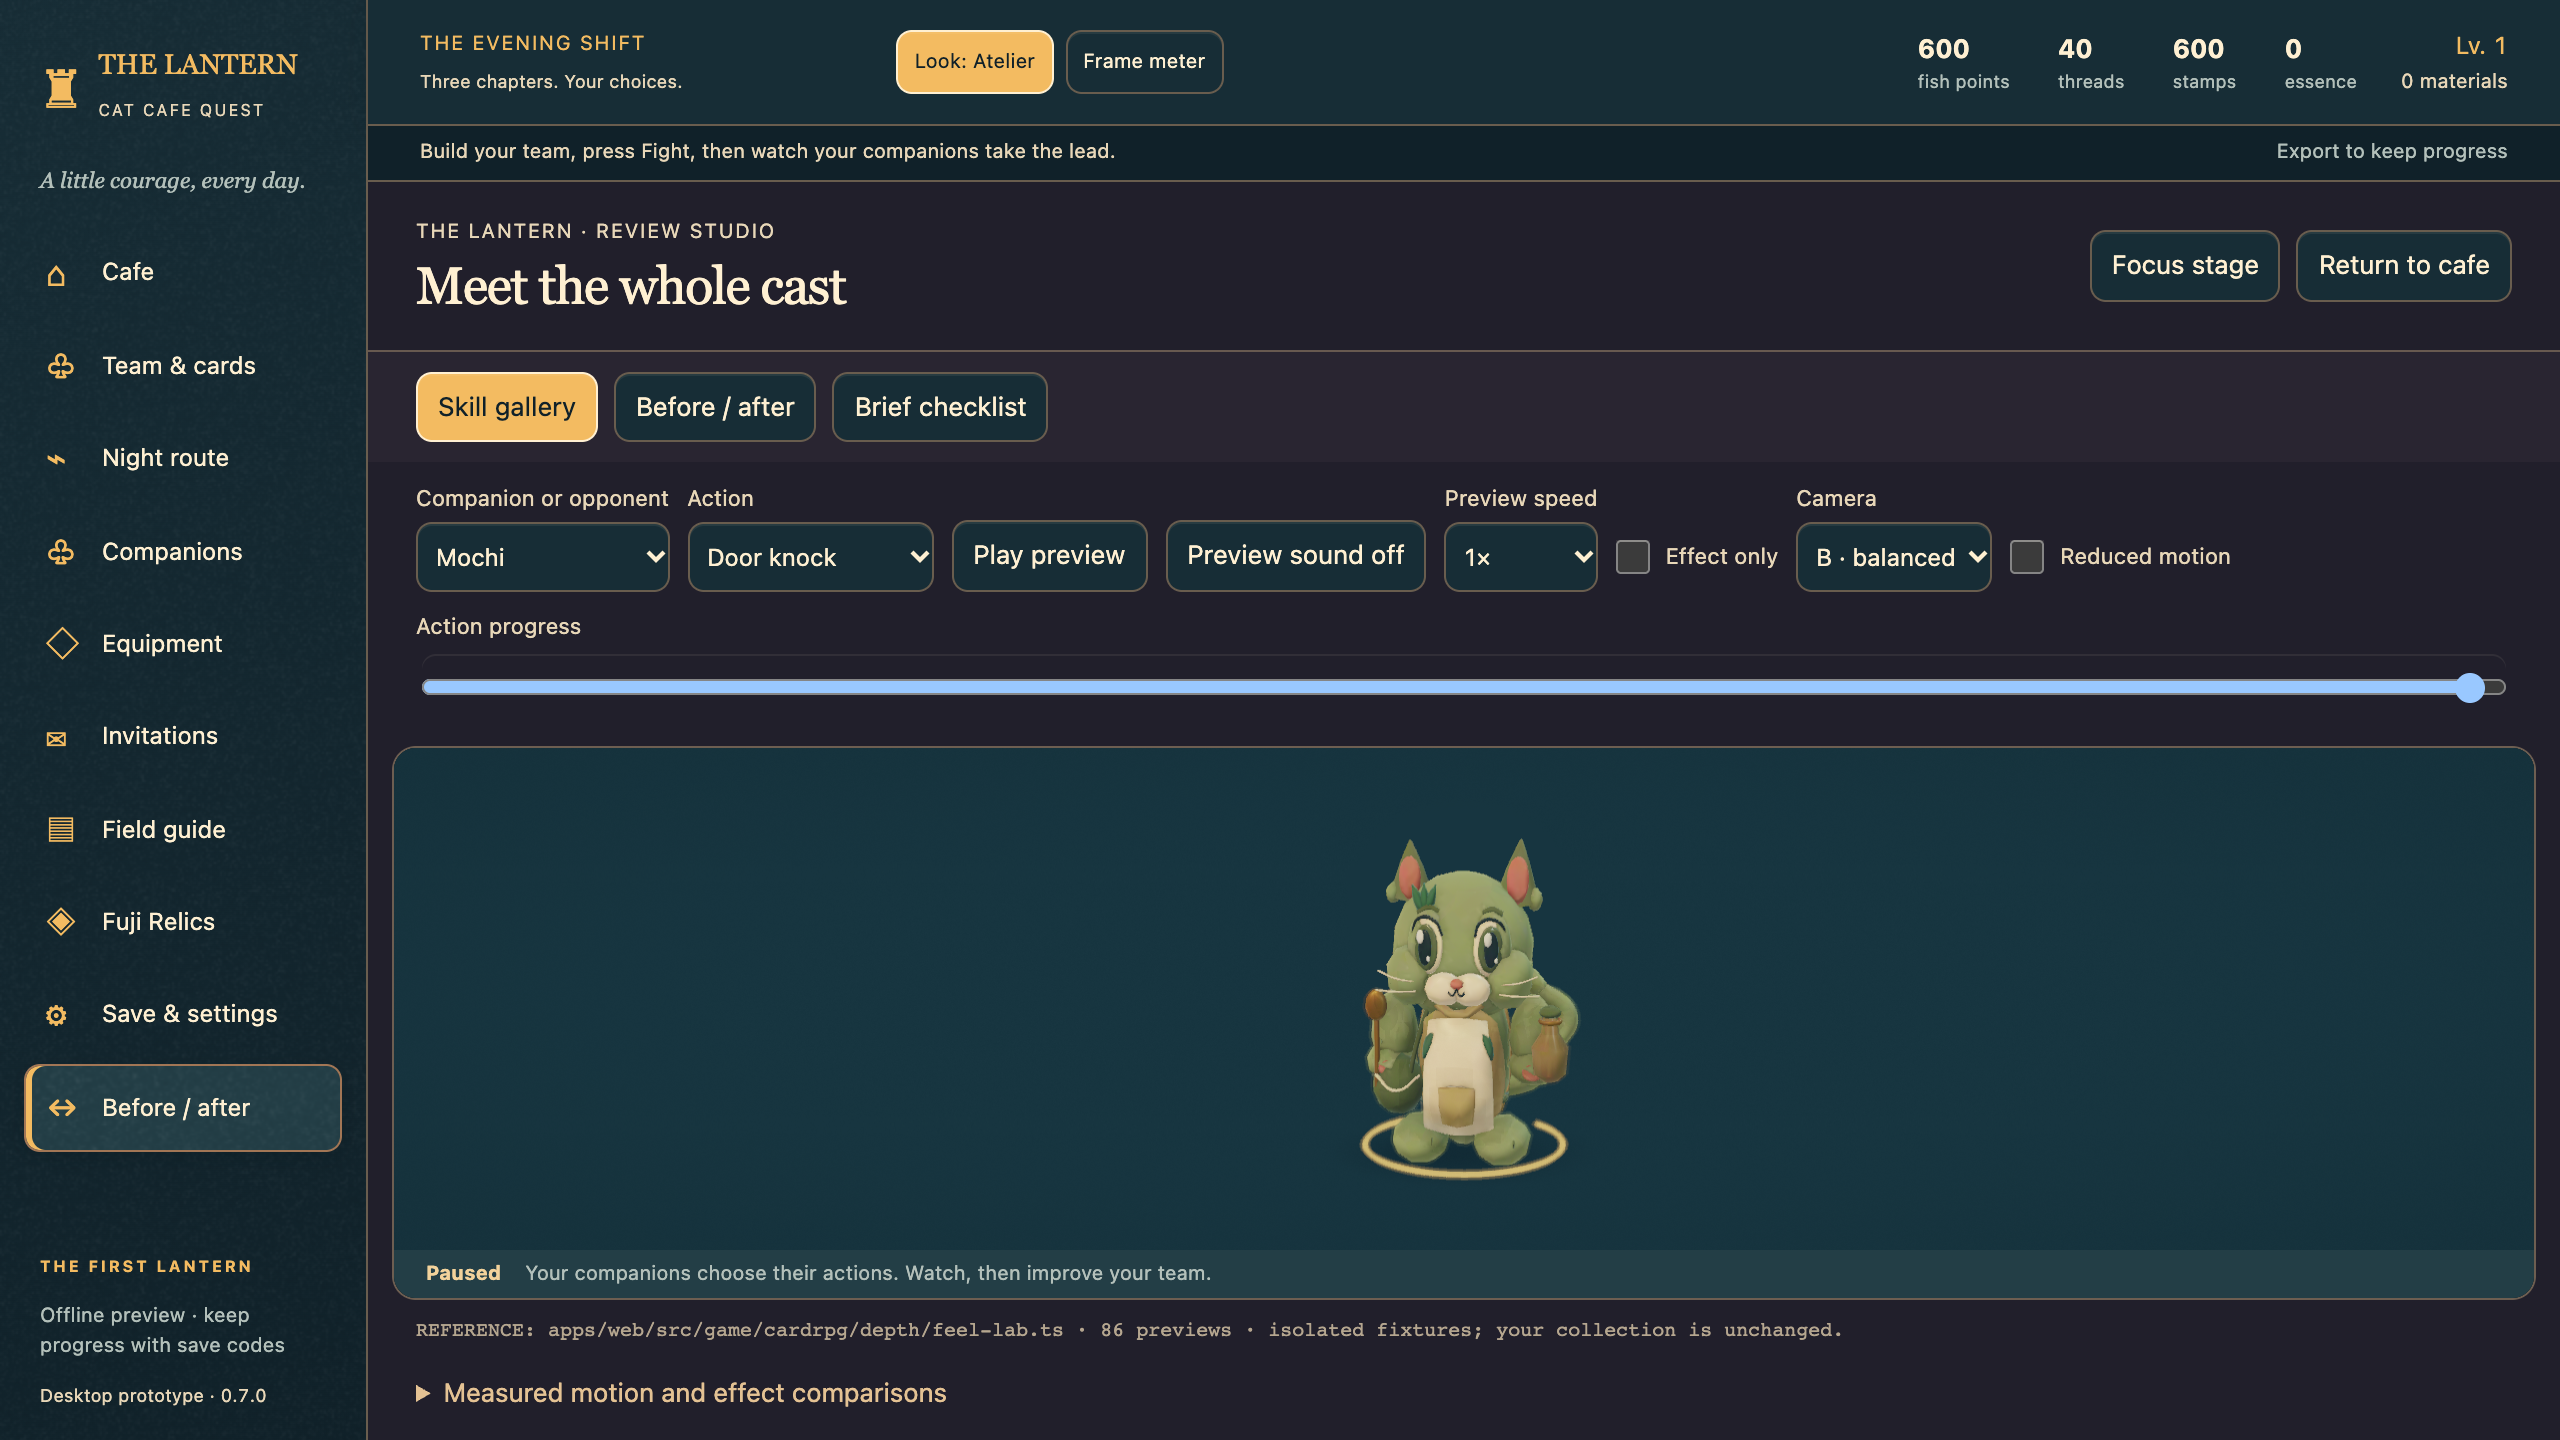 THE LANTERN
CAT CAFE QUEST
A little courage, every day.
Cafe
Team & cards
Night route
Companions
Equipment
Invitations
Field guide
Fuji Relics
Save & settings
Before / after
THE FIRST LANTERN
Offline preview · keep
progress with save codes
Desktop prototype · 0.7.0
THE EVENING SHIFT
Three chapters. Your choices.
Look: Atelier
Frame meter
600
fish points
40
threads
600
stamps
0
essence
Lv. 1
0 materials
Build your team, press Fight, then watch your companions take the lead.
Export to keep progress
THE LANTERN · REVIEW STUDIO
Meet the whole cast
Focus stage
Return to cafe
Skill gallery
Before / after
Brief checklist
Companion or opponent
Mochi
Action
Door knock
Play preview
Preview sound off
Preview speed
1×
Effect only
Camera
B · balanced
Reduced motion
Action progress
Paused Your companions choose their actions. Watch, then improve your team.
REFERENCE: apps/web/src/game/cardrpg/depth/feel-lab.ts · 86 previews · isolated fixtures; your collection is unchanged.
Measured motion and effect comparisons